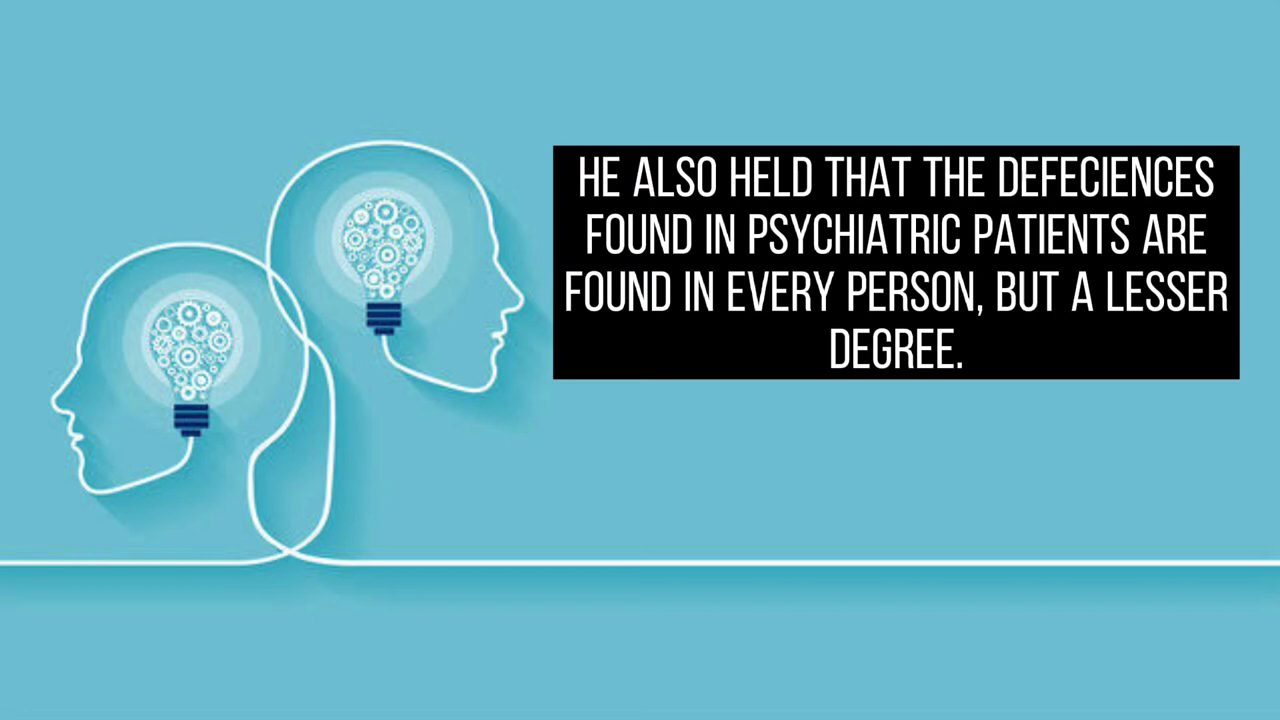 HE ALSO HELD THAT THE DEFECIENCES
FOUND IN PSYCHIATRIC PATIENTS ARE
FOUND IN EVERY PERSON, BUT A LESSER
DEGREE.